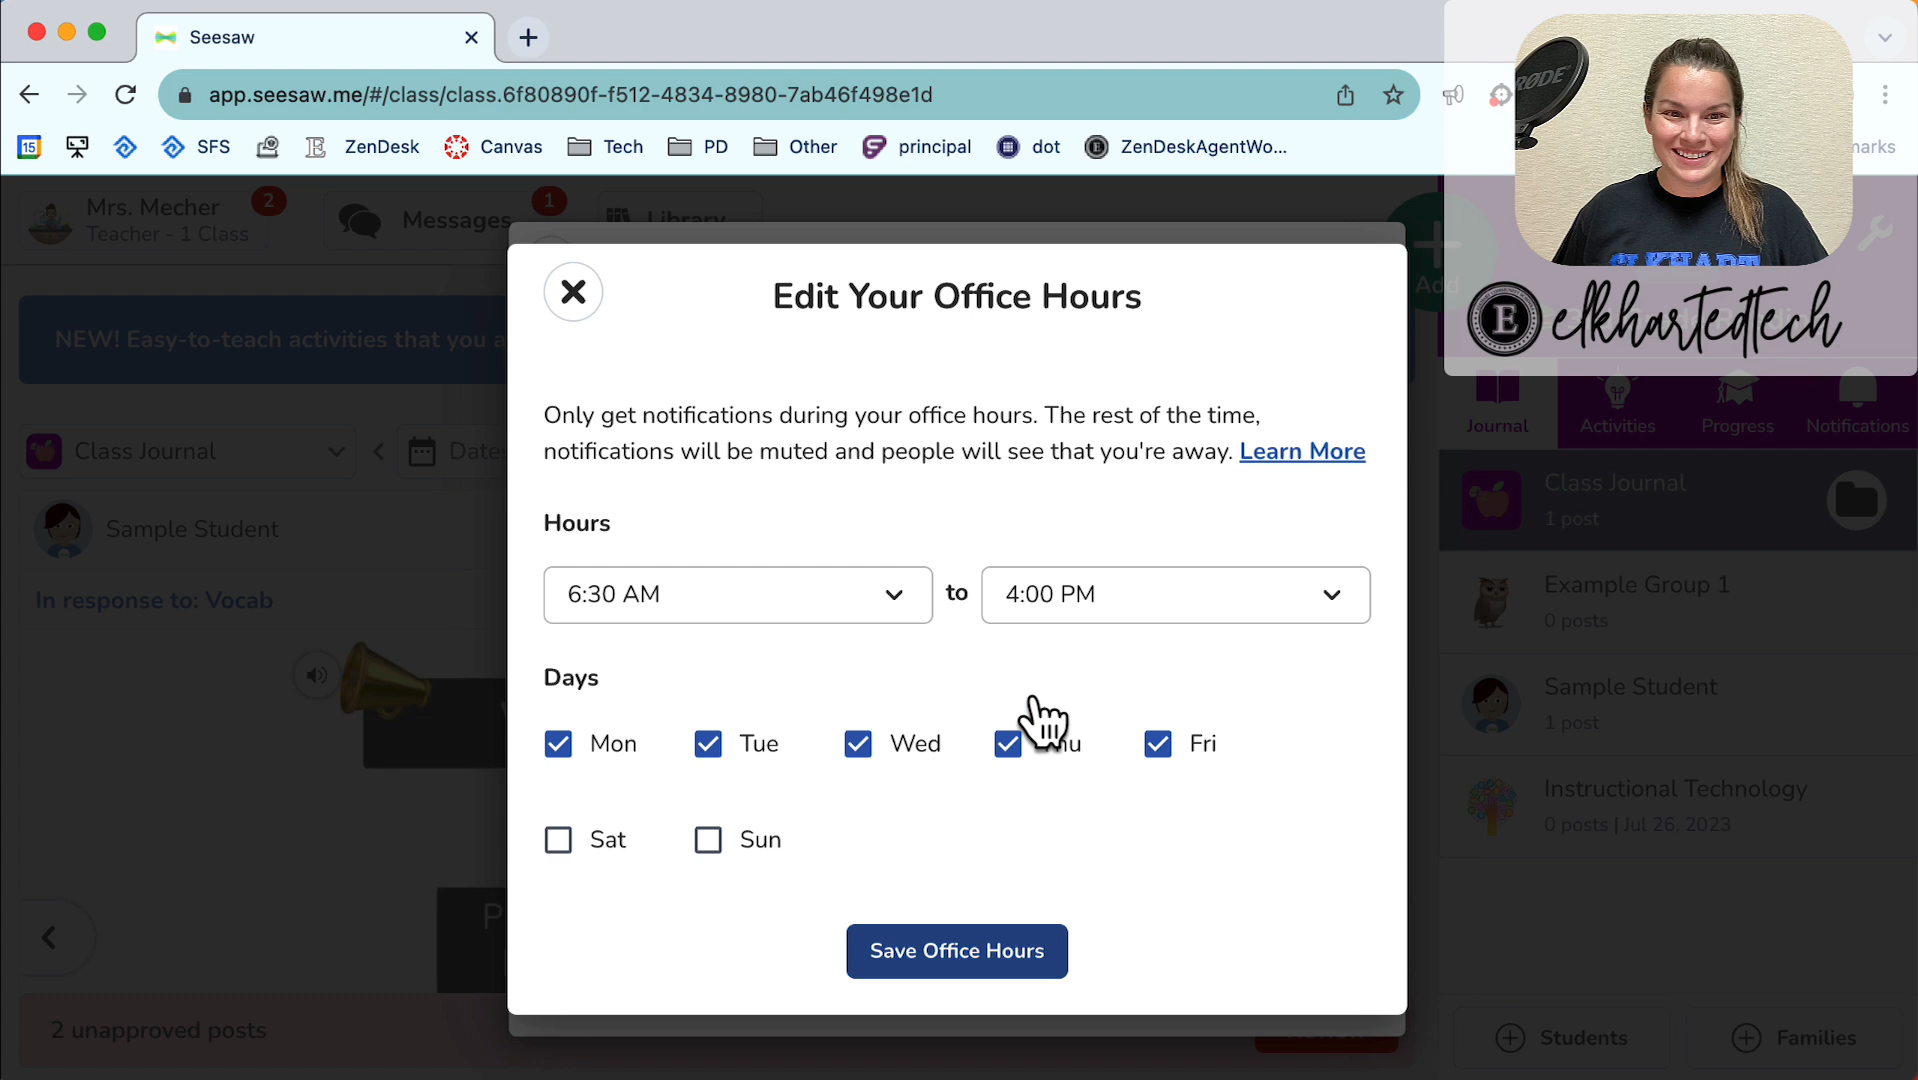 Seesaw
app.seesaw.me/#/class/class.6f80890f-f512-4834-8980-7ab46f498e1d
15
SFS
E
ZenDesk
Canvas
Tech
PD
Other
principal
dot
ZenDeskAgentWo...
marks
RØDE
ELKHART
E
elkhartedtech
Mrs. Mecher
Teacher - 1 Class
2
Messages
1
Library
Add
NEW! Easy-to-teach activities that you a
Class Journal
Dates
Sample Student
In response to: Vocab
P
2 unapproved posts
Edit Your Office Hours
Only get notifications during your office hours. The rest of the time,
notifications will be muted and people will see that you're away. Learn More
Hours
6:30 AM
to
4:00 PM
Days
Mon
Tue
Wed
Thu
Fri
Sat
Sun
Save Office Hours
Journal
Activities
Progress
Notifications
Class Journal
1 post
Example Group 1
0 posts
Sample Student
1 post
Instructional Technology
0 posts | Jul 26, 2023
Students
Families